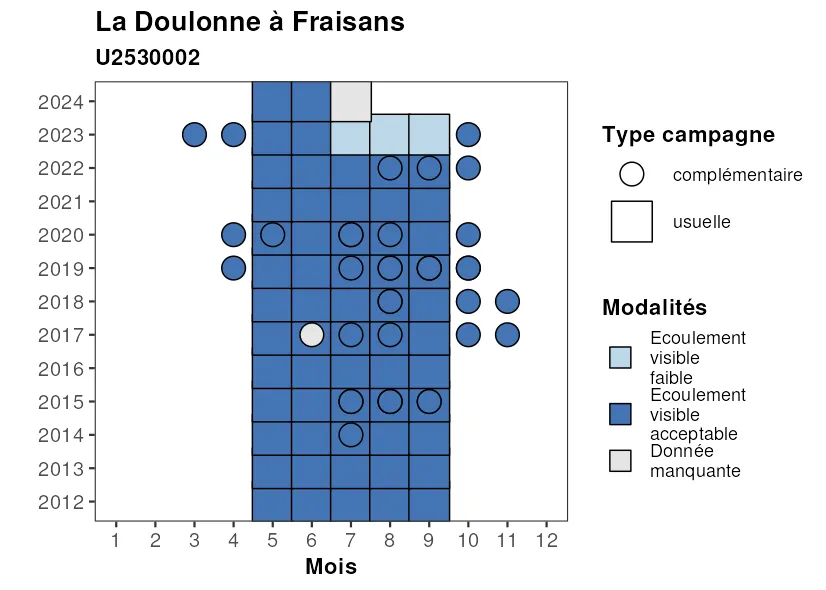 La Doulonne à Fraisans
U2530002
2024
2023
2022
2021
2020
2019
2018
2017
2016
2015
2014
2013
2012
1 2 3 4 5 6 7 8 9 10 11 12
Mois
Type campagne
complémentaire
usuelle
Modalités
Ecoulement
visible
faible
Ecoulement
visible
acceptable
Donnée
manquante